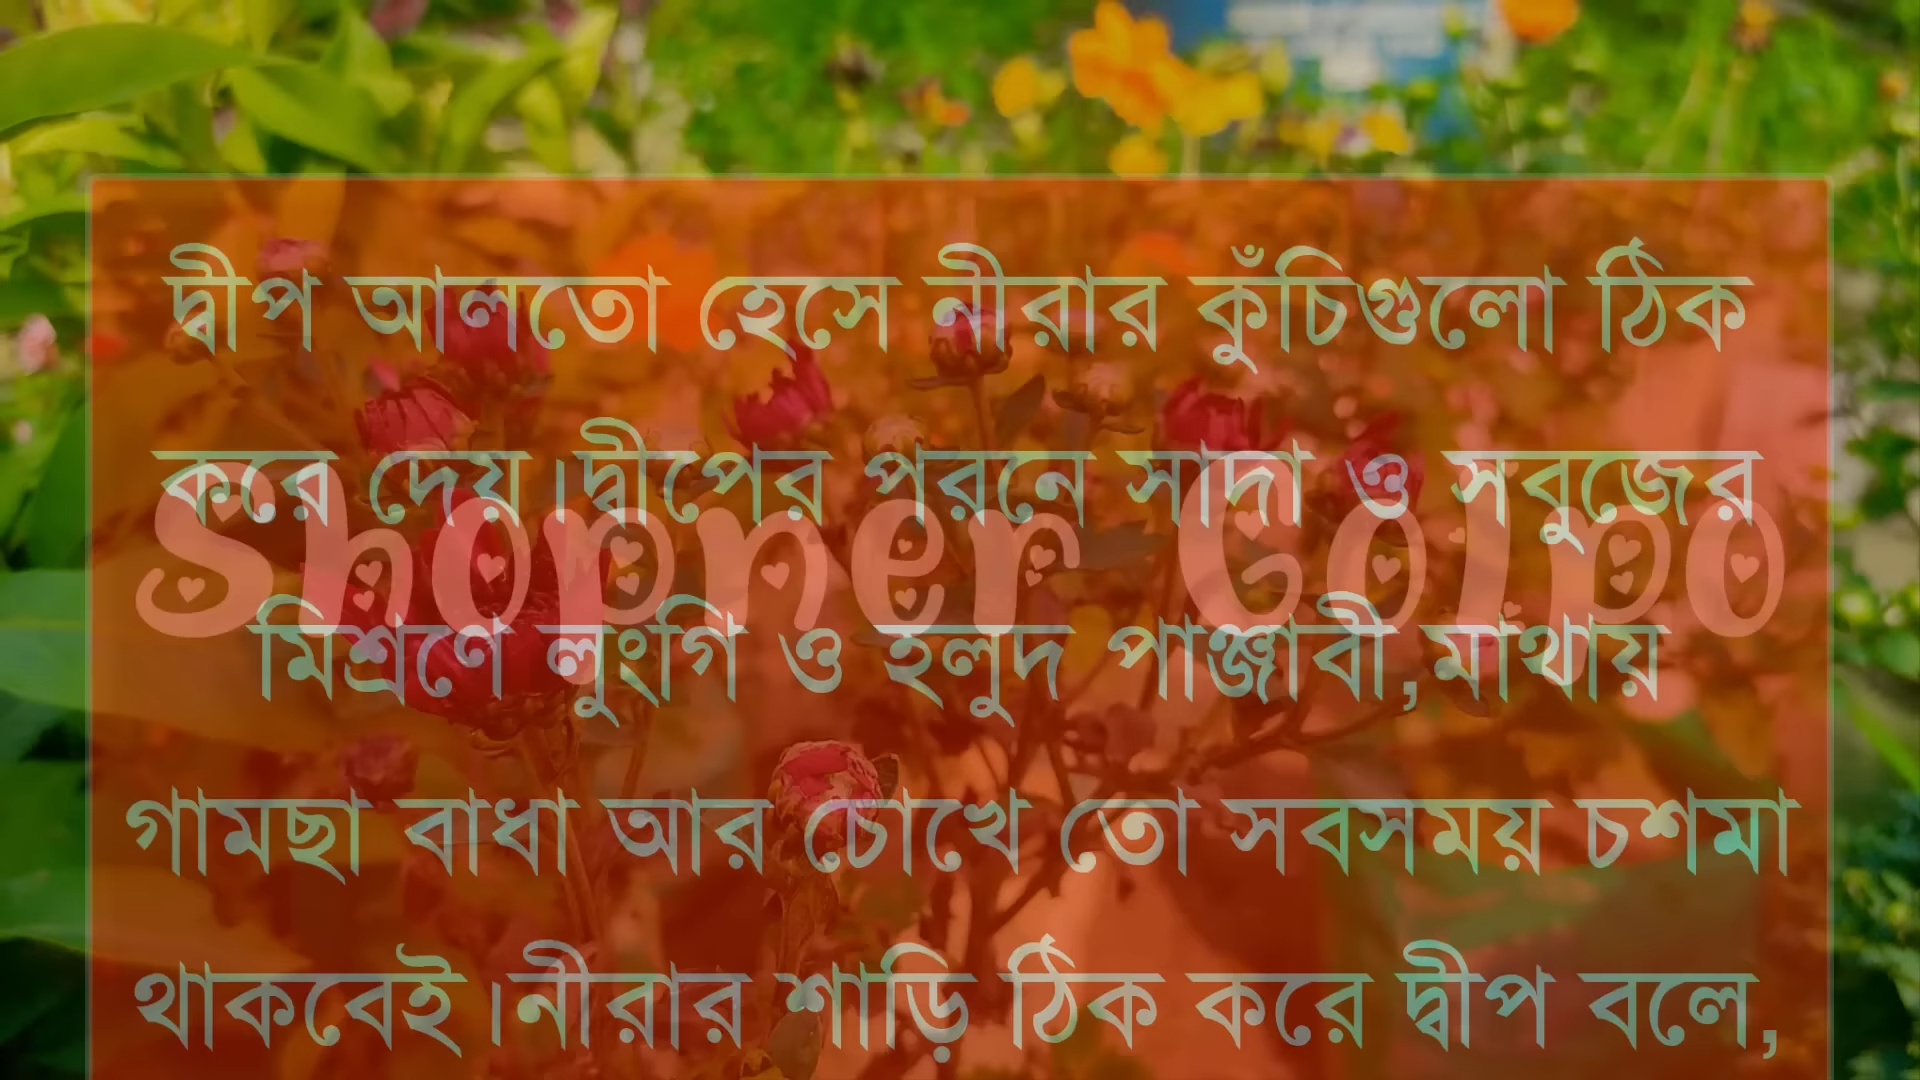 দ্বীপ আলতো হেসে নীরার কুঁচিগুলো ঠিক
করে দেয়।দ্বীপের পরনে সাদা ও সবুজের
Shopner Golpo
মিশ্রণে লুংগি ও হলুদ পাঞ্জাবী,মাথায়
গামছা বাধা আর চোখে তো সবসময় চশমা
থাকবেই।নীরার শাড়ি ঠিক করে দ্বীপ বলে,